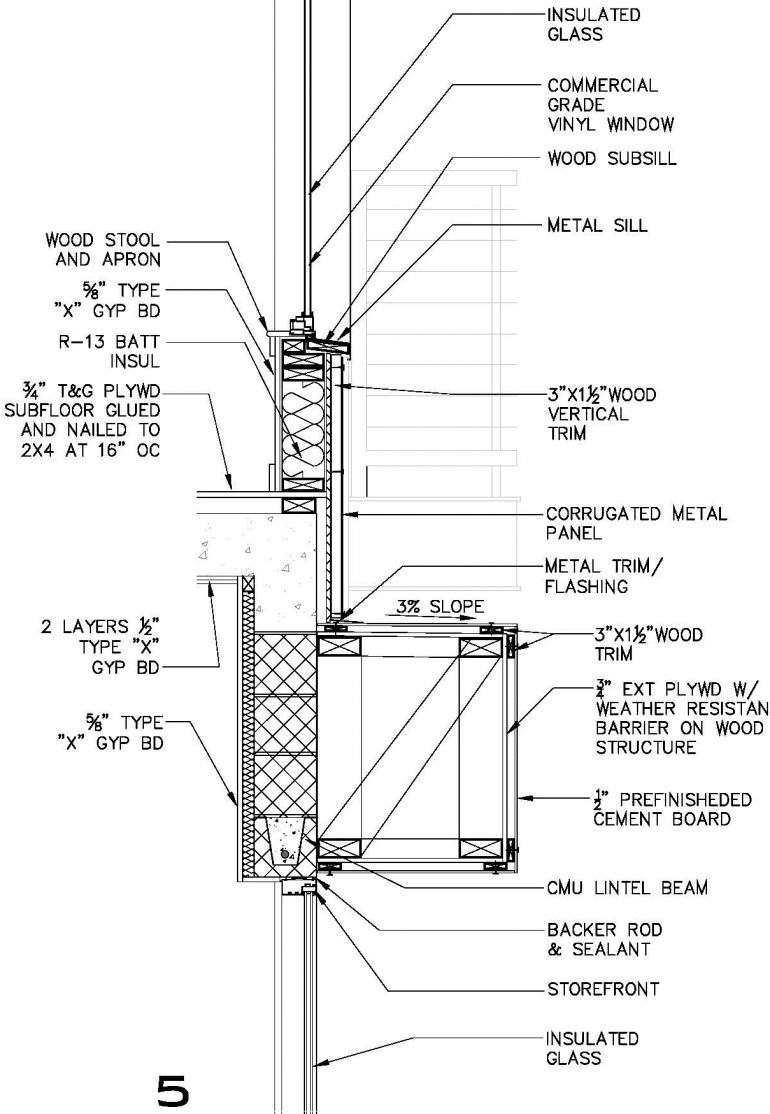 INSULATED
GLASS
COMMERCIAL
GRADE
VINYL WINDOW
WOOD SUBSILL
METAL SILL
WOOD STOOL
AND APRON
⅝" TYPE
"X" GYP BD
R-13 BATT
INSUL
¾" T&G PLYWD
SUBFLOOR GLUED
AND NAILED TO
2X4 AT 16" OC
3"X1½"WOOD
VERTICAL
TRIM
CORRUGATED METAL
PANEL
METAL TRIM/
FLASHING
3% SLOPE
2 LAYERS ½"
TYPE "X"
GYP BD
⅝" TYPE
"X" GYP BD
3"X1½"WOOD
TRIM
¾" EXT PLYWD W/
WEATHER RESISTAN
BARRIER ON WOOD
STRUCTURE
½" PREFINISHEDED
CEMENT BOARD
CMU LINTEL BEAM
BACKER ROD
& SEALANT
STOREFRONT
INSULATED
GLASS
5